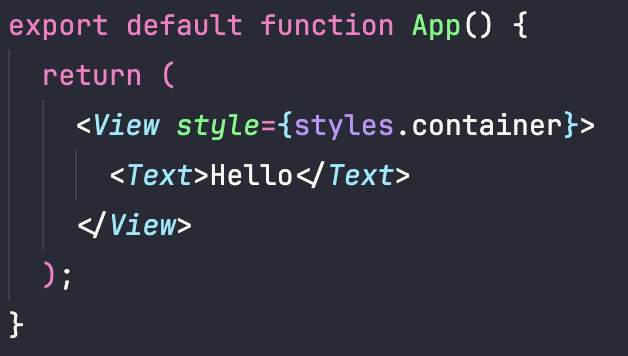 export default function App() {
  return (
    <View style={styles.container}>
      <Text>Hello</Text>
    </View>
  );
}